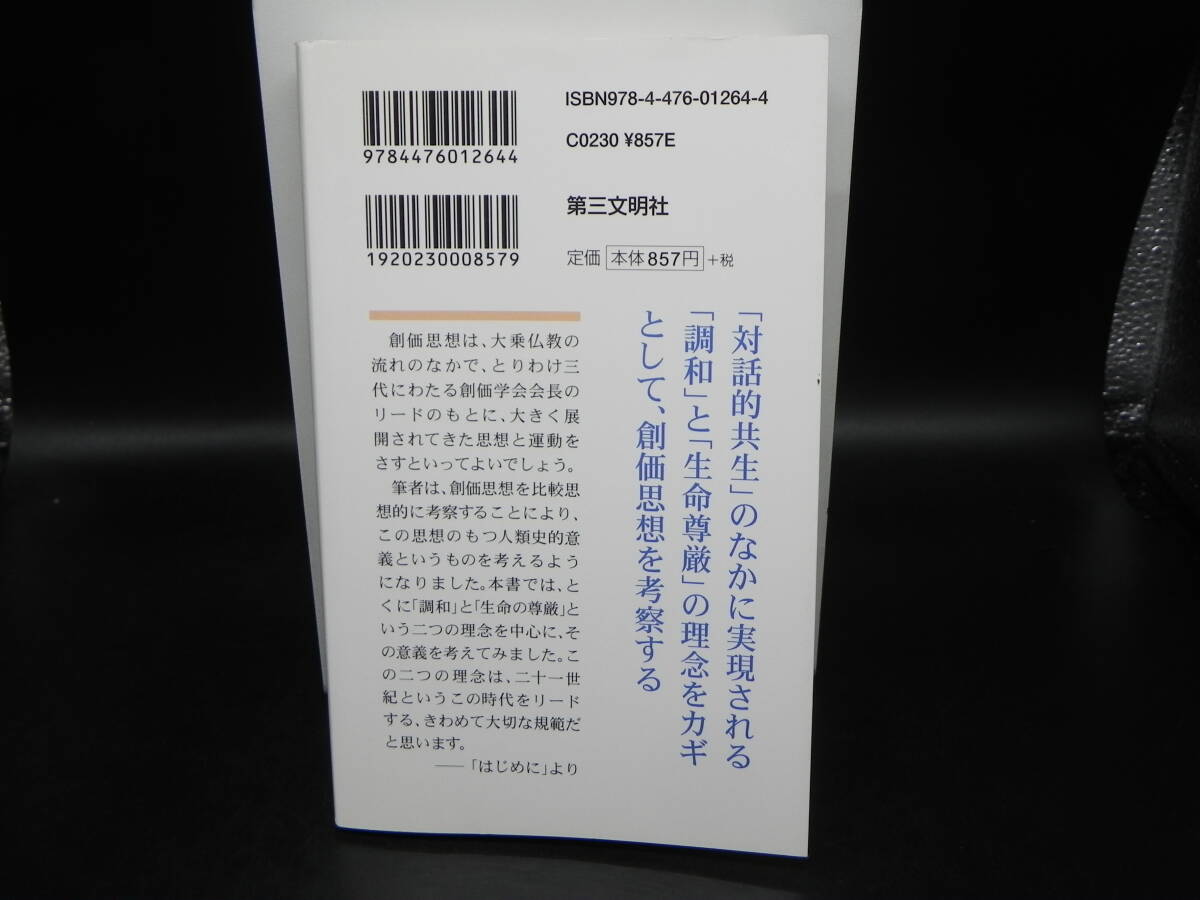 ISBN978-4-476-01264-4
9784476012644
C0230 ¥857E
1920230008579
第三文明社
定価 本体857円 +税
「対話的共生」のなかに実現される
「調和」と「生命尊厳」の理念をカギ
として、創価思想を考察する
創価思想は、大乗仏教の
流れのなかで、とりわけ三
代にわたる創価学会会長の
リードのもとに、大きく展
開されてきた思想と運動を
さすといってよいでしょう。
筆者は、創価思想を比較思
想的に考察することにより、
この思想のもつ人類史的意
義というものを考えるよう
になりました。本書では、と
くに「調和」と「生命の尊厳」と
いう二つの理念を中心に、そ
の意義を考えてみました。こ
の二つの理念は、二十一世
紀というこの時代をリード
する、きわめて大切な規範だ
と思います。
――「はじめに」より